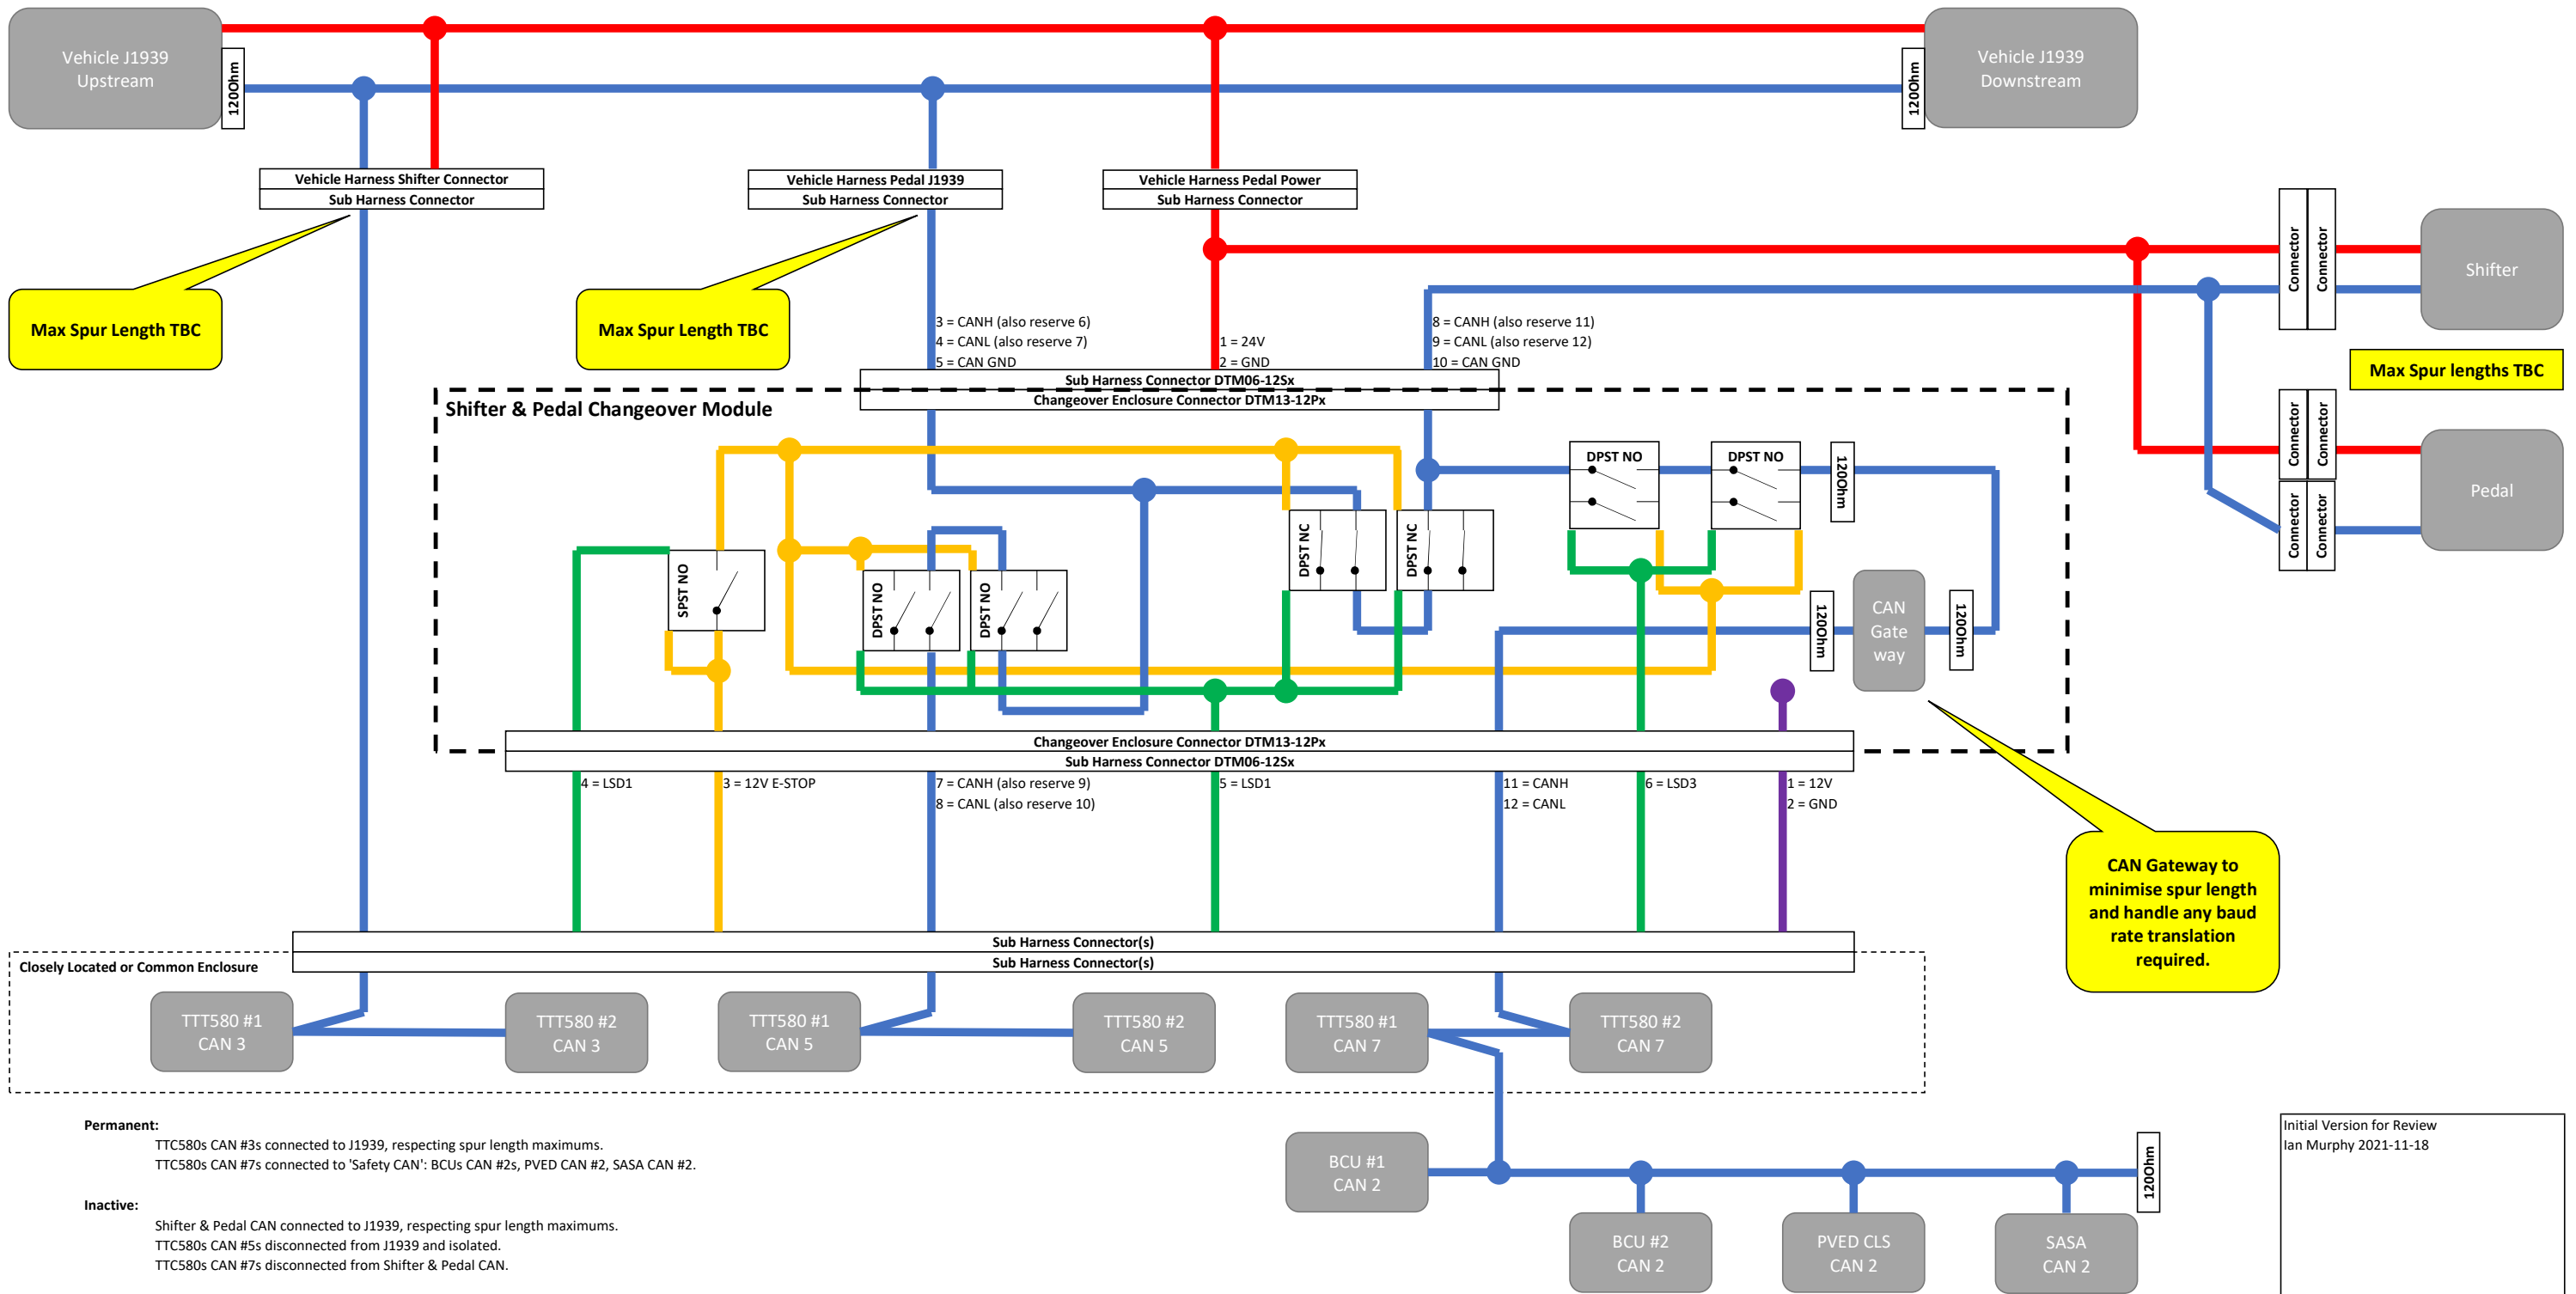 Vehicle J1939
Upstream
120Ohm
120Ohm
Vehicle J1939
Downstream
Vehicle Harness Shifter Connector
Sub Harness Connector
Vehicle Harness Pedal J1939
Sub Harness Connector
Vehicle Harness Pedal Power
Sub Harness Connector
Connector
Connector
Shifter
Max Spur Length TBC
Max Spur Length TBC
3 = CANH (also reserve 6)
4 = CANL (also reserve 7)
5 = CAN GND
1 = 24V
2 = GND
8 = CANH (also reserve 11)
9 = CANL (also reserve 12)
10 = CAN GND
Max Spur lengths TBC
Sub Harness Connector DTM06-12Sx
Changeover Enclosure Connector DTM13-12Px
Shifter & Pedal Changeover Module
Connector
Connector
Connector
Connector
Pedal
DPST NO
DPST NO
120Ohm
DPST NC
DPST NC
SPST NO
DPST NO
DPST NO
120Ohm
CAN
Gate
way
120Ohm
Changeover Enclosure Connector DTM13-12Px
Sub Harness Connector DTM06-12Sx
4 = LSD1
3 = 12V E-STOP
7 = CANH (also reserve 9)
8 = CANL (also reserve 10)
5 = LSD1
11 = CANH
12 = CANL
6 = LSD3
1 = 12V
2 = GND
CAN Gateway to
minimise spur length
and handle any baud
rate translation
required.
Sub Harness Connector(s)
Sub Harness Connector(s)
Closely Located or Common Enclosure
TTT580 #1
CAN 3
TTT580 #2
CAN 3
TTT580 #1
CAN 5
TTT580 #2
CAN 5
TTT580 #1
CAN 7
TTT580 #2
CAN 7
Permanent:
TTC580s CAN #3s connected to J1939, respecting spur length maximums.
TTC580s CAN #7s connected to 'Safety CAN': BCUs CAN #2s, PVED CAN #2, SASA CAN #2.
Inactive:
Shifter & Pedal CAN connected to J1939, respecting spur length maximums.
TTC580s CAN #5s disconnected from J1939 and isolated.
TTC580s CAN #7s disconnected from Shifter & Pedal CAN.
BCU #1
CAN 2
120Ohm
BCU #2
CAN 2
PVED CLS
CAN 2
SASA
CAN 2
Initial Version for Review
Ian Murphy 2021-11-18